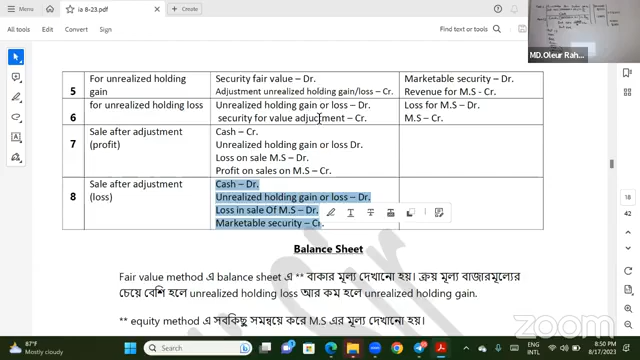 ia 8-23.pdf
Create
All tools
Edit
Convert
Sign
Find text or tools
MD.Oleur Rah...
5
For unrealized holding
gain
Security fair value – Dr.
Adjustment unrealized holding gain/loss – Cr.
Marketable security – Dr.
Revenue for M.S - Cr.
6
for unrealized holding loss
Unrealized holding gain or loss – Dr.
security for value adjucment – Cr.
Loss for M.S – Dr.
M.S – Cr.
7
Sale after adjustment
(profit)
Cash – Cr.
Unrealized holding gain or loss Dr.
Loss on sale M.S – Dr.
Profit on sales on M.S – Cr.
8
Sale after adjustment
(loss)
Cash – Dr.
Unrealized holding gain or loss – Dr.
Loss in sale Of M.S – Dr.
Marketable security – Cr.
Balance Sheet
Fair value method এ balance sheet এ ** বাকার মূল্য দেখানো হয়। ক্রয় মূল্য বাজারমূল্যের
চেয়ে বেশি হলে unrealized holding loss আর কম হলে unrealized holding gain.
** equity method এ সবকিছু সমন্বয়ে করে M.S এর মূল্য দেখানো হয়।
18
42
zoom
87°F
Mostly cloudy
Search
ENG
INTL
8:50 PM
8/17/2023